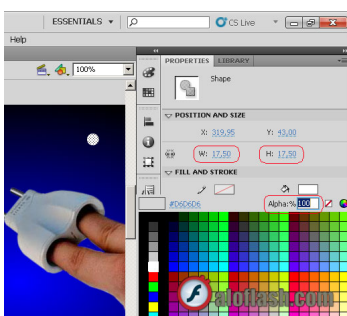 ESSENTIALS
CS Live
Help
100%
PROPERTIES LIBRARY
Shape
POSITION AND SIZE
X: 319,95 Y: 43,00
W: 17,50 H: 17,50
FILL AND STROKE
#D6D6D6 Alpha:% 100
aloflash.com